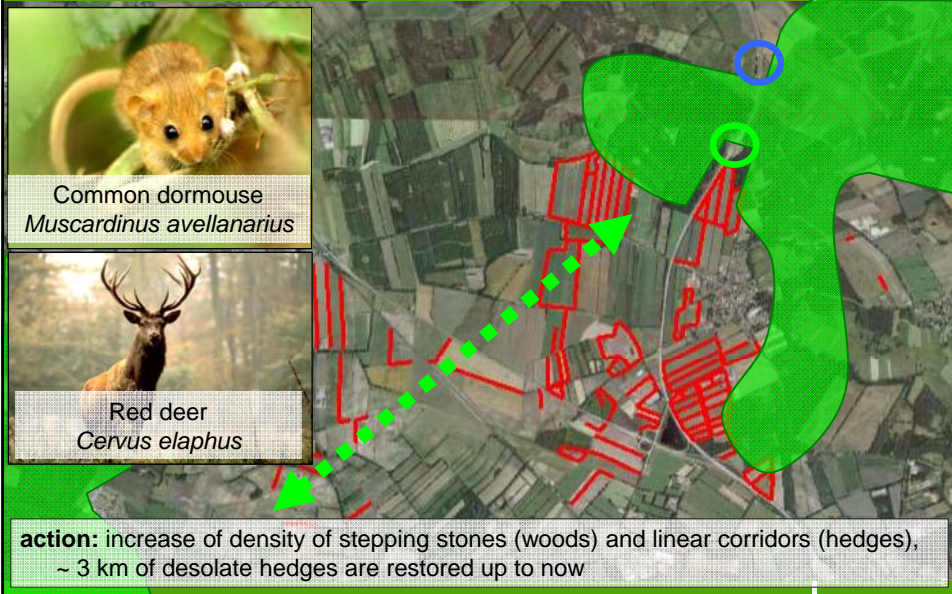 Common dormouse
Muscardinus avellanarius
Red deer
Cervus elaphus
action: increase of density of stepping stones (woods) and linear corridors (hedges),
~ 3 km of desolate hedges are restored up to now